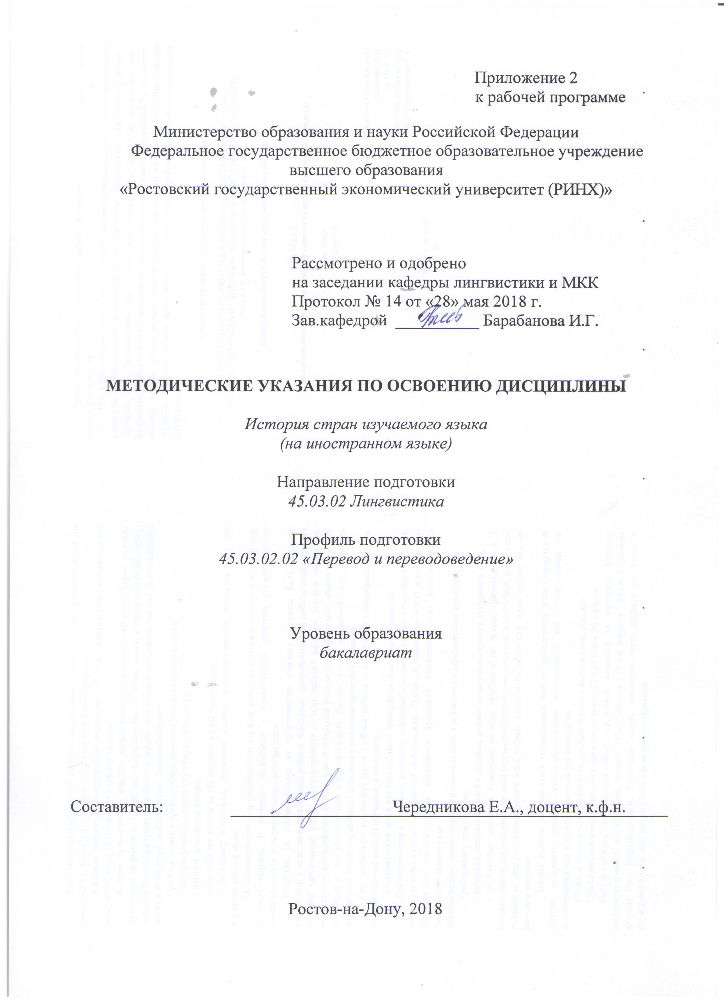 Приложение 2
к рабочей программе
Министерство образования и науки Российской Федерации
Федеральное государственное бюджетное образовательное учреждение
высшего образования
«Ростовский государственный экономический университет (РИНХ)»
Рассмотрено и одобрено
на заседании кафедры лингвистики и МКК
Протокол № 14 от «28» мая 2018 г.
Зав.кафедрой __________ Барабанова И.Г.
МЕТОДИЧЕСКИЕ УКАЗАНИЯ ПО ОСВОЕНИЮ ДИСЦИПЛИНЫ
История стран изучаемого языка
(на иностранном языке)
Направление подготовки
45.03.02 Лингвистика
Профиль подготовки
45.03.02.02 «Перевод и переводоведение»
Уровень образования
бакалавриат
Составитель: Чередникова Е.А., доцент, к.ф.н.
Ростов-на-Дону, 2018